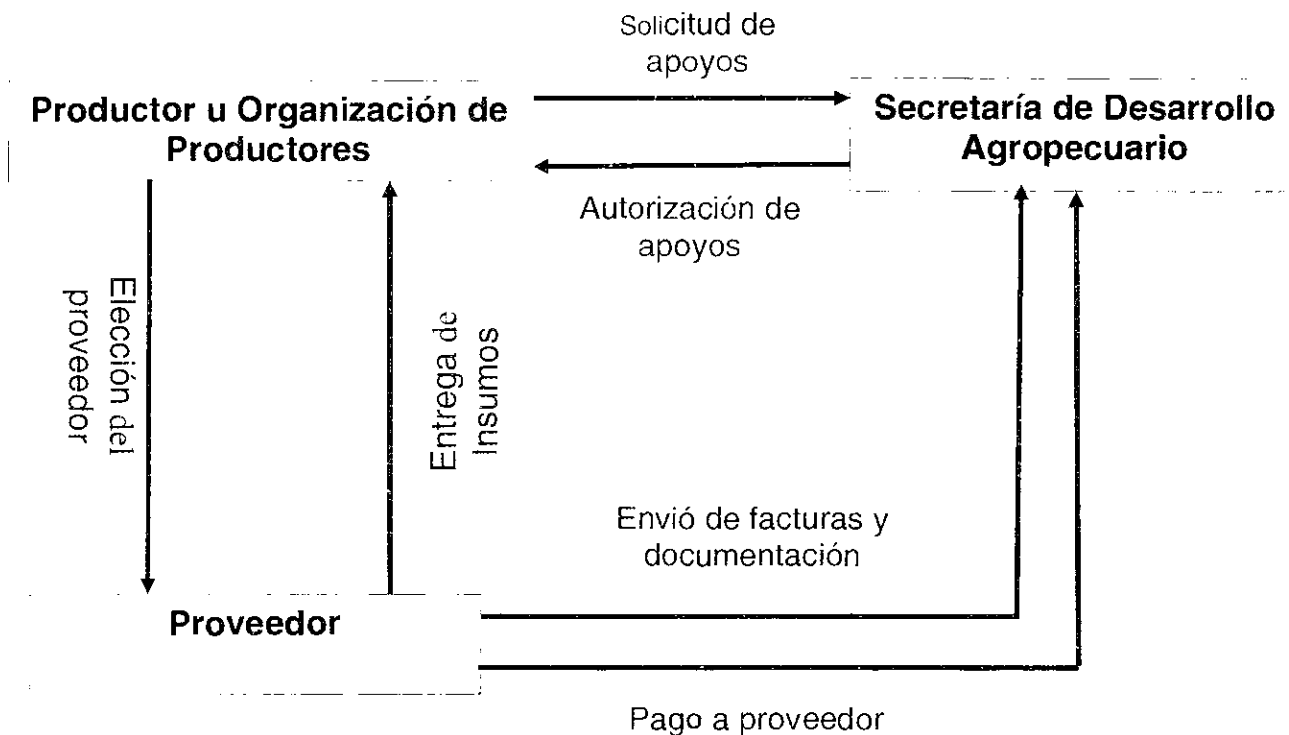 Solicitud de
apoyos
Productor u Organización de
Productores
Secretaría de Desarrollo
Agropecuario
Autorización de
apoyos
Elección del
proveedor
Entrega de
Insumos
Envió de facturas y
documentación
Proveedor
Pago a proveedor